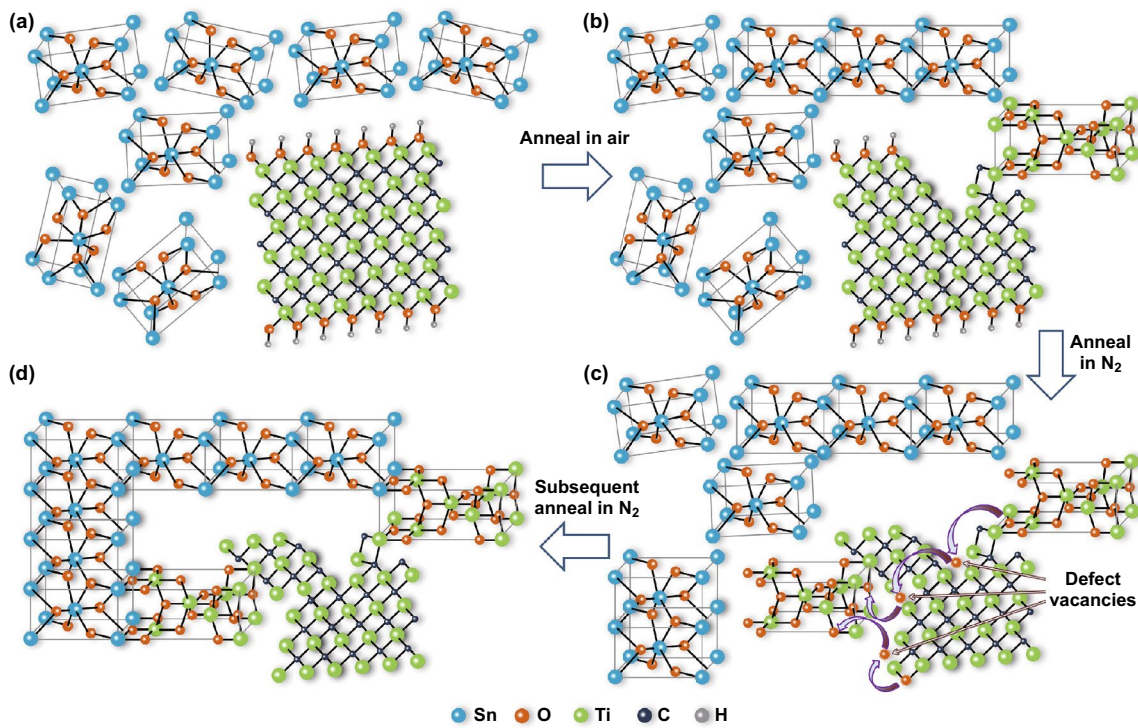 (a)
(b)
Anneal in air
Anneal
in N₂
(d)
(c)
Subsequent
anneal in N₂
Defect
vacancies
Sn O Ti C H